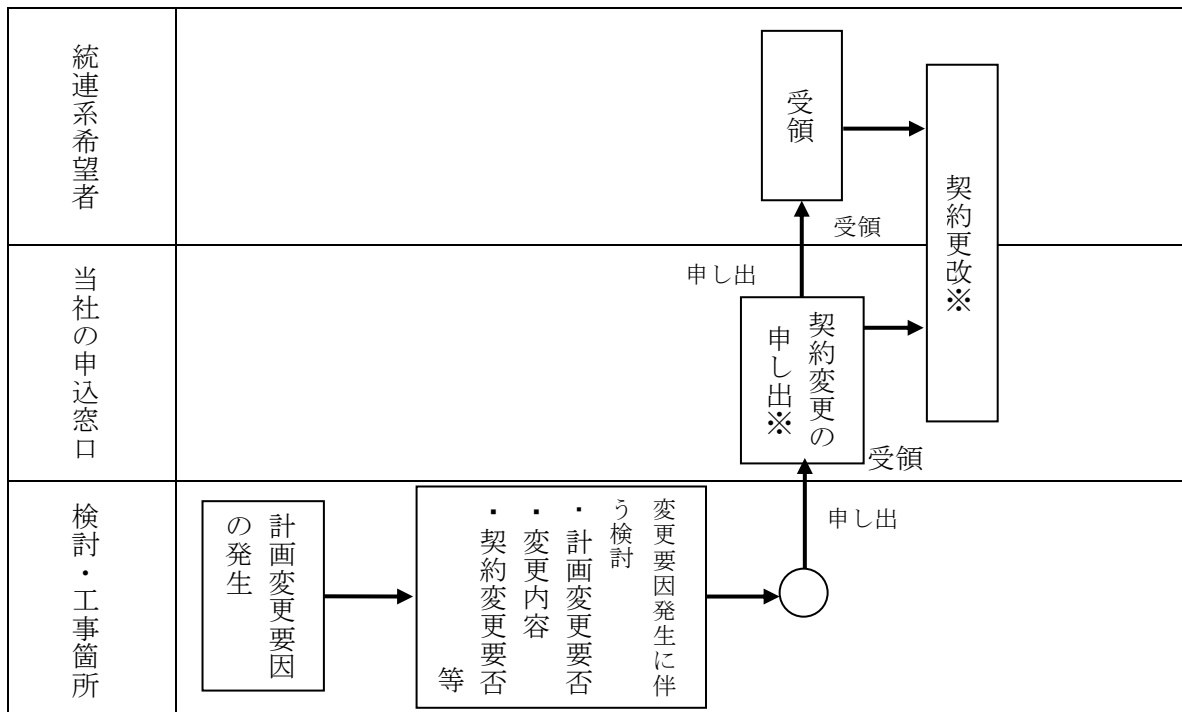 統連系希望者
受領
契約更改※
受領
当社の申込窓口
申し出
契約変更の
申し出※
受領
検討・工事箇所
計画変更要因
の発生
変更要因発生に伴
う検討
・計画変更要否
・変更内容
・契約変更要否
等
申し出